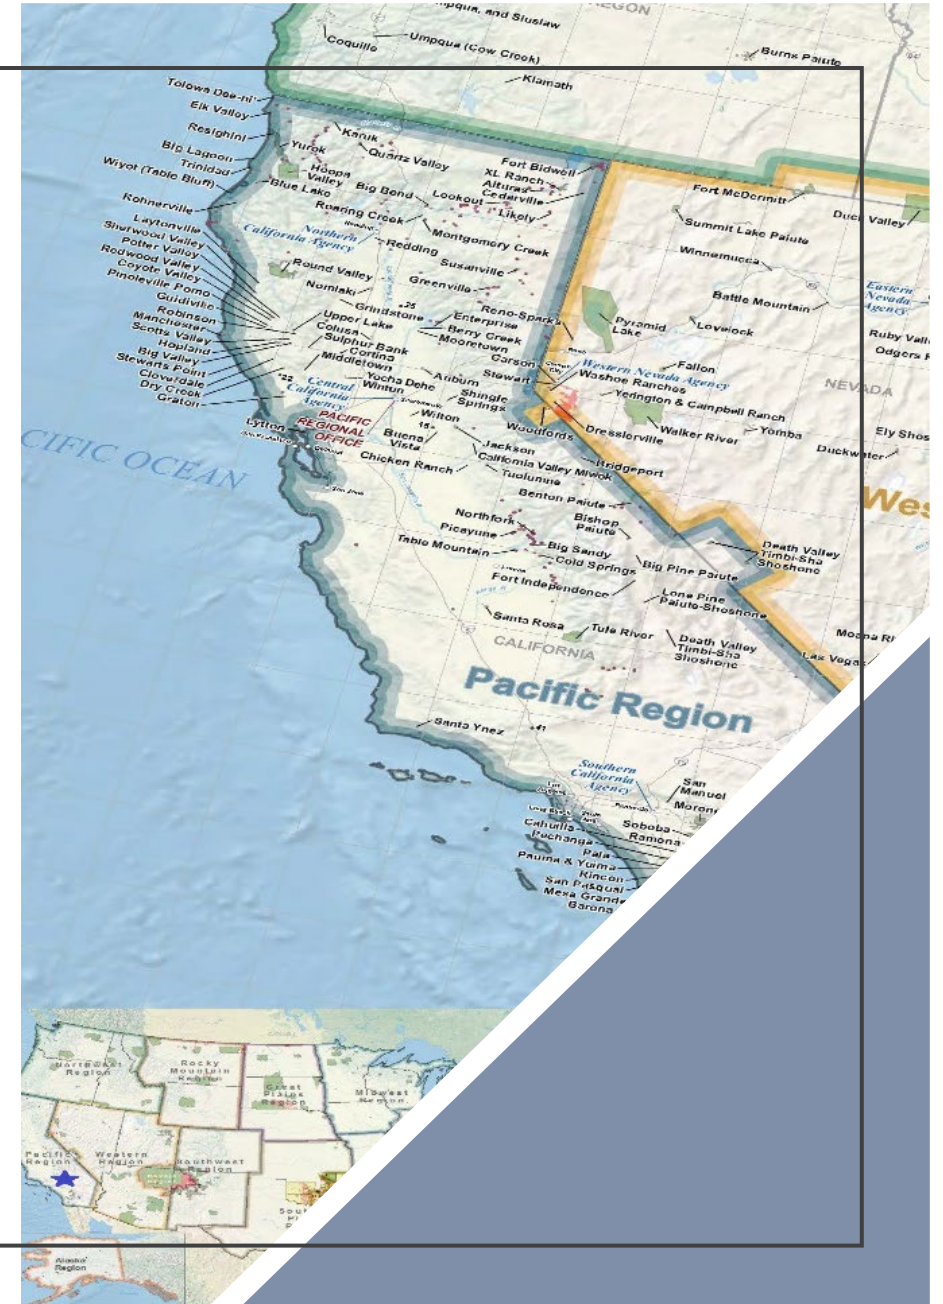 mpqua, and Siuslaw
Coquille
Umpqua (Cow Creek)
Burns Paiute
Klamath
Tolowa Dee-ni'
Elk Valley
Resighini
Big Lagoon
Trinidad
Wiyot (Table Bluff)
Rohnerville
Laytonville
Sherwood Valley
Potter Valley
Redwood Valley
Coyote Valley
Pinoleville Pomo
Guidiville
Robinson
Manchester
Scotts Valley
Hopland
Big Valley
Stewarts Point
Cloverdale
Dry Creek
Graton
Lytton
Karuk
Yurok
Quartz Valley
Hoopa
Valley
Blue Lake
Big Bend
Lookout
Roaring Creek
Fort Bidwell
XL Ranch
Alturas
Cedarville
Likely
Montgomery Creek
Northern
California Agency
Redding
Susanville
Round Valley
Nomlaki
Greenville
Grindstone
25
Enterprise
Upper Lake
Berry Creek
Colusa
Mooretown
Sulphur Bank
Cortina
Middletown
Yocha Dehe
Wintun
Auburn
Shingle
Springs
22
Central
California
Agency
PACIFIC
REGIONAL
OFFICE
Wilton
15
Buena
Vista
Jackson
Chicken Ranch
California Valley Miwok
Tuolumne
Reno-Sparks
Carson
Stewart
Woodfords
Fort McDermitt
Duck Valley
Summit Lake Paiute
Winnemucca
Eastern
Nevada
Agency
Battle Mountain
Pyramid
Lake
Lovelock
Ruby Vall
Odgers R
Fallon
Western Nevada Agency
Washoe Ranches
NEVADA
Yerington & Campbell Ranch
Dresslerville
Walker River
Yomba
Ely Shos
Duckwater
Bridgeport
Benton Paiute
Wes
CIFIC OCEAN
Northfork
Bishop
Paiute
Picayune
Table Mountain
Big Sandy
Cold Springs
Big Pine Paiute
Death Valley
Timbi-Sha
Shoshone
Fort Independence
Lone Pine
Paiute-Shoshone
Santa Rosa
Tule River
Death Valley
Timbi-Sha
Shoshone
Moapa Ri
Las Vegas
CALIFORNIA
Pacific Region
Santa Ynez
41
Southern
California
Agency
San
Manuel
Moron
Soboba
Ramona
Cahuilla
Pechanga
Pala
Pauma & Yuima
Rincon
San Pasqual
Mesa Grande
Barona
Northwest
Region
Rocky
Mountain
Region
Great
Plains
Region
Midwest
Region
Pacific
Region
Western
Region
Southwest
Region
Alaska
Region